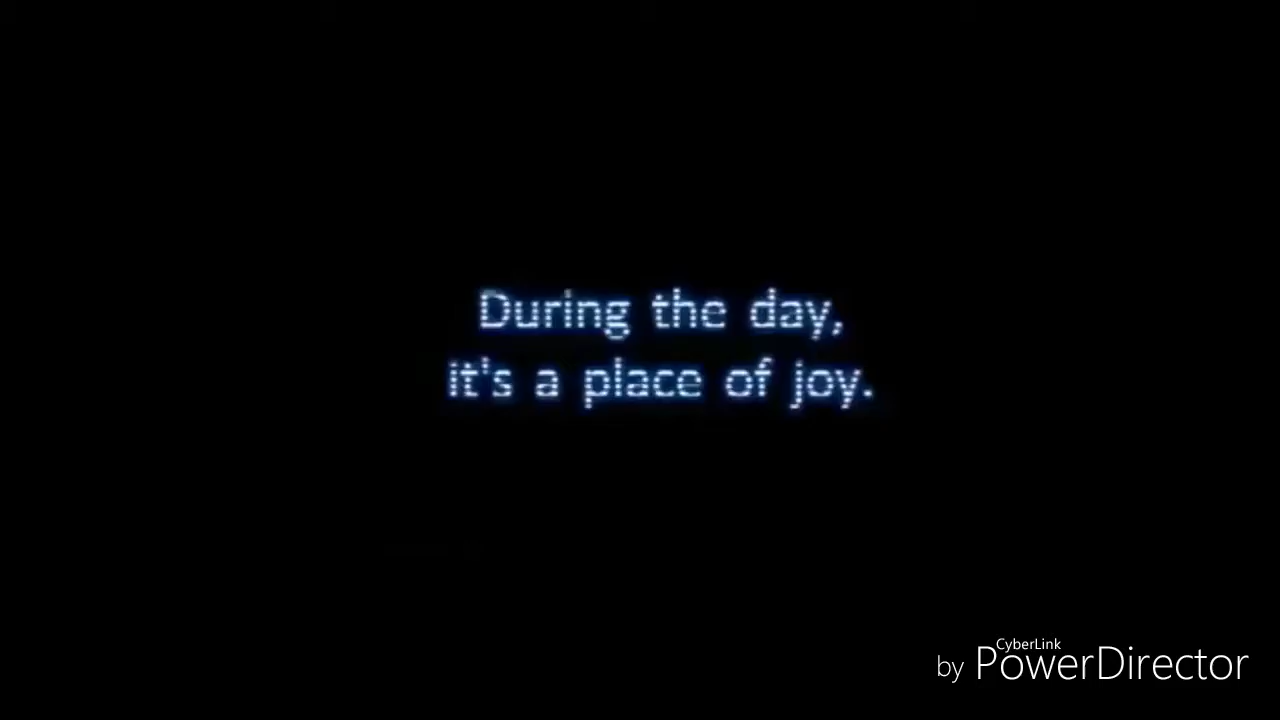 During the day,
it's a place of joy.
CyberLink
by PowerDirector